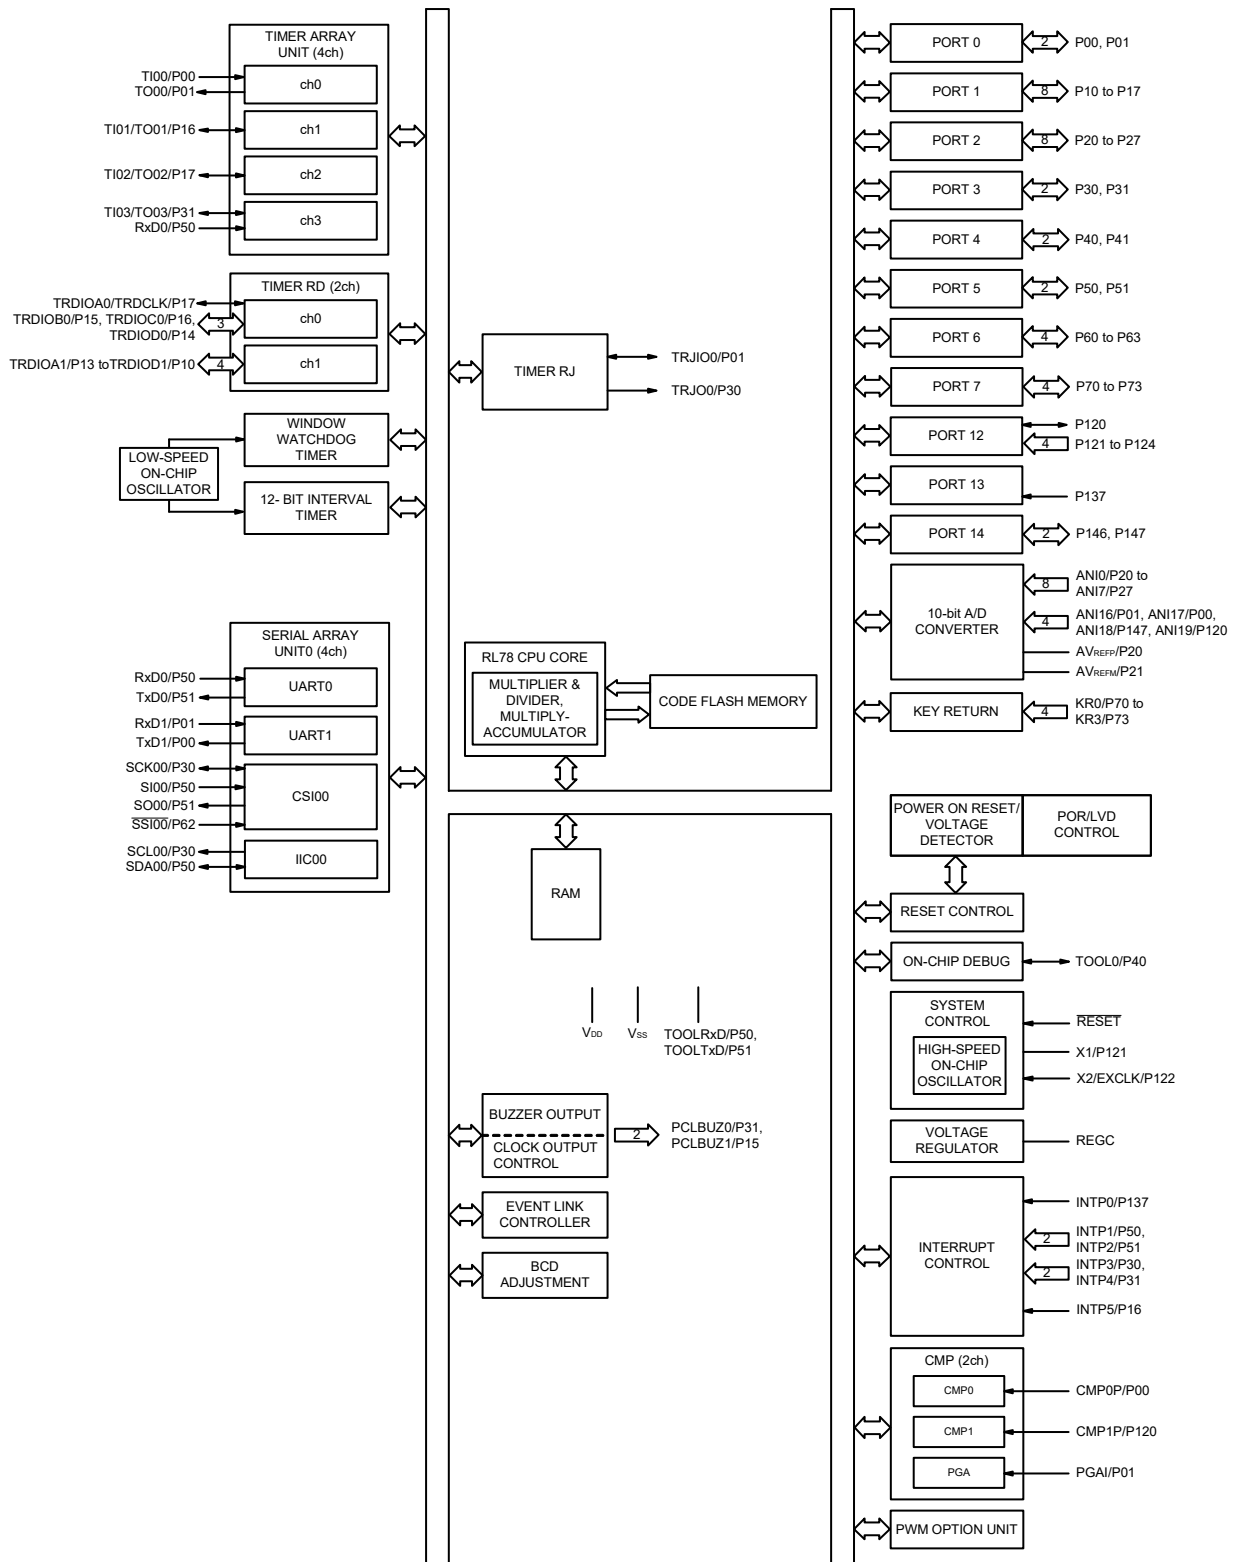 TIMER ARRAY
UNIT (4ch)
TI00/P00
TO00/P01
ch0
TI01/TO01/P16
ch1
TI02/TO02/P17
ch2
TI03/TO03/P31
RxD0/P50
ch3
TIMER RD (2ch)
TRDIOA0/TRDCLK/P17
TRDIOB0/P15, TRDIOC0/P16,
TRDIOD0/P14
3
ch0
TRDIOA1/P13 toTRDIOD1/P10
4
ch1
WINDOW
WATCHDOG
TIMER
LOW-SPEED
ON-CHIP
OSCILLATOR
12- BIT INTERVAL
TIMER
SERIAL ARRAY
UNIT0 (4ch)
RxD0/P50
TxD0/P51
UART0
RxD1/P01
TxD1/P00
UART1
SCK00/P30
SI00/P50
SO00/P51
SSI00/P62
CSI00
SCL00/P30
SDA00/P50
IIC00
TIMER RJ
TRJIO0/P01
TRJO0/P30
RL78 CPU CORE
MULTIPLIER &
DIVIDER,
MULTIPLY-
ACCUMULATOR
CODE FLASH MEMORY
RAM
VDD
VSS
TOOLRxD/P50,
TOOLTxD/P51
BUZZER OUTPUT
CLOCK OUTPUT
CONTROL
2
PCLBUZ0/P31,
PCLBUZ1/P15
EVENT LINK
CONTROLLER
BCD
ADJUSTMENT
PORT 0
2
P00, P01
PORT 1
8
P10 to P17
PORT 2
8
P20 to P27
PORT 3
2
P30, P31
PORT 4
2
P40, P41
PORT 5
2
P50, P51
PORT 6
4
P60 to P63
PORT 7
4
P70 to P73
PORT 12
P120
4
P121 to P124
PORT 13
P137
PORT 14
2
P146, P147
10-bit A/D
CONVERTER
8
ANI0/P20 to
ANI7/P27
4
ANI16/P01, ANI17/P00,
ANI18/P147, ANI19/P120
AVREFP/P20
AVREFM/P21
KEY RETURN
4
KR0/P70 to
KR3/P73
POWER ON RESET/
VOLTAGE
DETECTOR
POR/LVD
CONTROL
RESET CONTROL
ON-CHIP DEBUG
TOOL0/P40
SYSTEM
CONTROL
HIGH-SPEED
ON-CHIP
OSCILLATOR
RESET
X1/P121
X2/EXCLK/P122
VOLTAGE
REGULATOR
REGC
INTERRUPT
CONTROL
INTP0/P137
2
INTP1/P50,
INTP2/P51
2
INTP3/P30,
INTP4/P31
INTP5/P16
CMP (2ch)
CMP0
CMP0P/P00
CMP1
CMP1P/P120
PGA
PGAI/P01
PWM OPTION UNIT